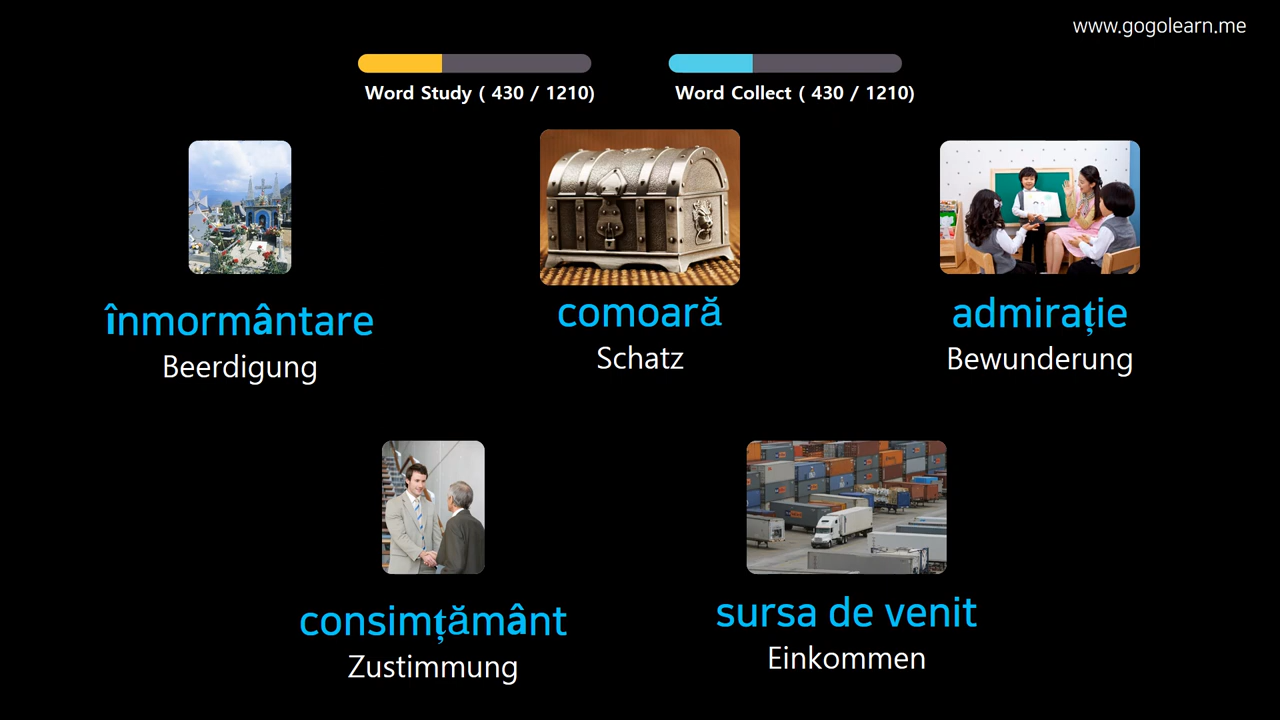 www.gogolearn.me
Word Study ( 430 / 1210)
Word Collect ( 430 / 1210)
înmormântare
Beerdigung
comoară
Schatz
admirație
Bewunderung
consimțământ
Zustimmung
sursa de venit
Einkommen